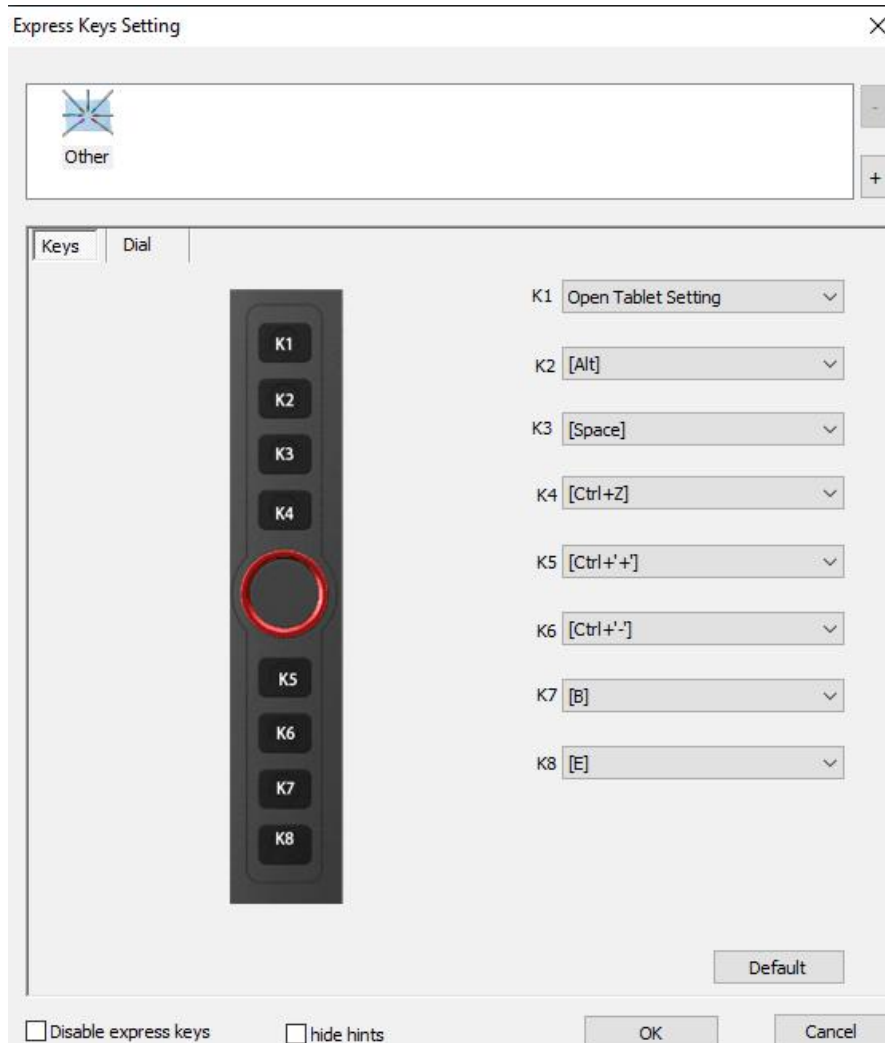 Express Keys Setting
Other
-
+
Keys
Dial
K1
K2
K3
K4
K5
K6
K7
K8
K1 Open Tablet Setting
K2 [Alt]
K3 [Space]
K4 [Ctrl+Z]
K5 [Ctrl+'+']
K6 [Ctrl+'-']
K7 [B]
K8 [E]
Default
Disable express keys
hide hints
OK
Cancel